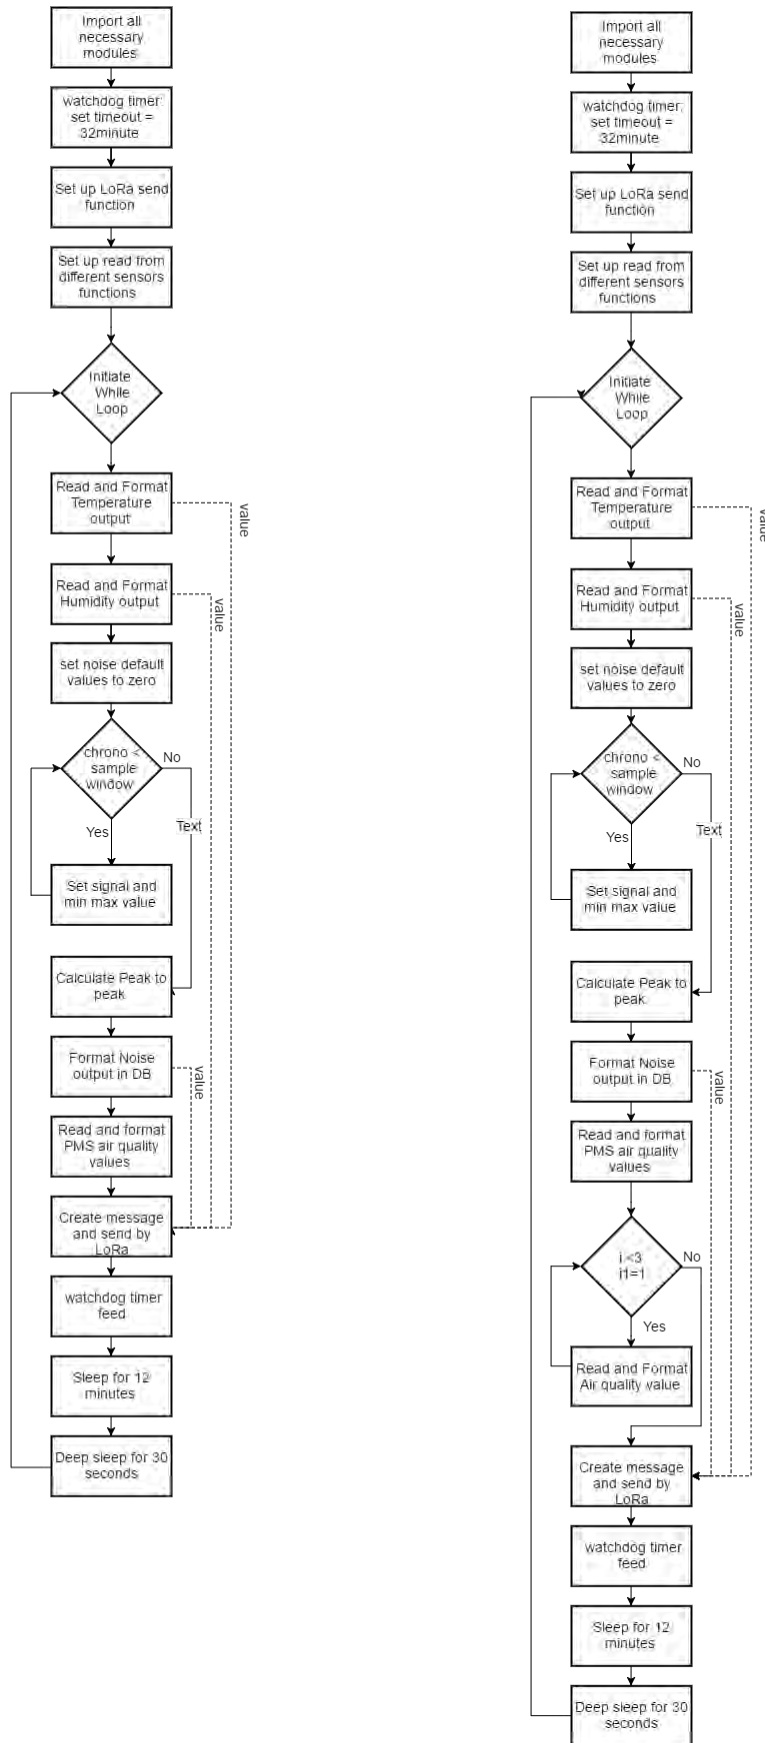 Import all
necessary
modules
watchdog timer:
set timeout =
32minute
Set up LoRa send
function
Set up read from
different sensors
functions
Initiate
While
Loop
Read and Format
Temperature
output
value
Read and Format
Humidity output
value
set noise default
values to zero
chrono <
sample
window
No
Yes
Text
Set signal and
min max value
Calculate Peak to
peak
Format Noise
output in DB
value
Read and format
PMS air quality
values
Create message
and send by
LoRa
watchdog timer
feed
Sleep for 12
minutes
Deep sleep for 30
seconds
Import all
necessary
modules
watchdog timer:
set timeout =
32minute
Set up LoRa send
function
Set up read from
different sensors
functions
Initiate
While
Loop
Read and Format
Temperature
output
value
Read and Format
Humidity output
value
set noise default
values to zero
chrono <
sample
window
No
Yes
Text
Set signal and
min max value
Calculate Peak to
peak
Format Noise
output in DB
value
Read and format
PMS air quality
values
i <3
i1=1
No
Yes
Read and Format
Air quality value
Create message
and send by
LoRa
watchdog timer
feed
Sleep for 12
minutes
Deep sleep for 30
seconds